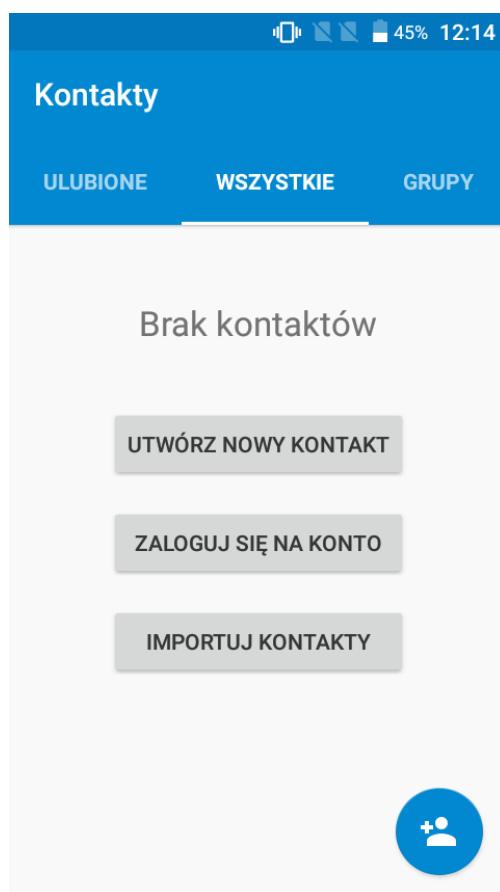 45% 12:14
Kontakty
ULUBIONE WSZYSTKIE GRUPY
Brak kontaktów
UTWÓRZ NOWY KONTAKT
ZALOGUJ SIĘ NA KONTO
IMPORTUJ KONTAKTY